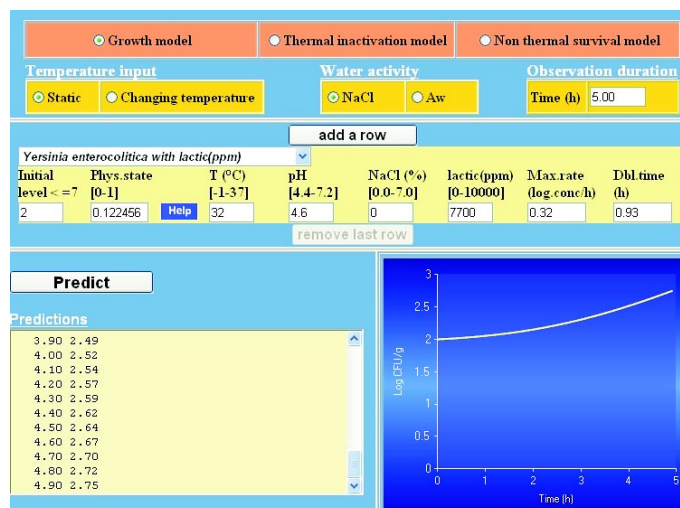 Growth model Thermal inactivation model Non thermal survival model
Temperature input Water activity Observation duration
Static Changing temperature NaCl Aw Time (h) 5.00
add a row
Yersinia enterocolitica with lactic(ppm)
Initial Phys.state T (°C) pH NaCl (%) lactic(ppm) Max.rate Dbl.time
level < =7 [0-1] [-1-37] [4.4-7.2] [0.0-7.0] [0-10000] (log.conc/h) (h)
2 0.122456 Help 32 4.6 0 7700 0.32 0.93
remove last row
Predict
Predictions
3.90 2.49
4.00 2.52
4.10 2.54
4.20 2.57
4.30 2.59
4.40 2.62
4.50 2.64
4.60 2.67
4.70 2.70
4.80 2.72
4.90 2.75
3
2.5
2
1.5
1
0.5
0
Log CFU/g
0 1 2 3 4 5
Time (h)